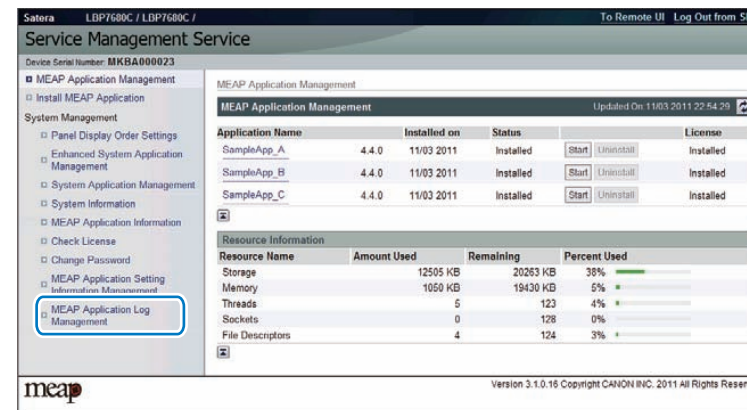 Satera LBP7680C / LBP7680C /
To Remote UI Log Out from
Service Management Service
Device Serial Number: MKBA000023
MEAP Application Management
Install MEAP Application
System Management
Panel Display Order Settings
Enhanced System Application
Management
System Application Management
System Information
MEAP Application Information
Check License
Change Password
MEAP Application Setting
Information Management
MEAP Application Log
Management
MEAP Application Management
MEAP Application Management Updated On:11/03 2011 22:54:29
Application Name Installed on Status License
SampleApp_A 4.4.0 11/03 2011 Installed Start Uninstall Installed
SampleApp_B 4.4.0 11/03 2011 Installed Start Uninstall Installed
SampleApp_C 4.4.0 11/03 2011 Installed Start Uninstall Installed
Resource Information
Resource Name Amount Used Remaining Percent Used
Storage 12505 KB 20263 KB 38%
Memory 1050 KB 19430 KB 5%
Threads 5 123 4%
Sockets 0 128 0%
File Descriptors 4 124 3%
meap
Version 3.1.0.16 Copyright CANON INC. 2011 All Rights Reser